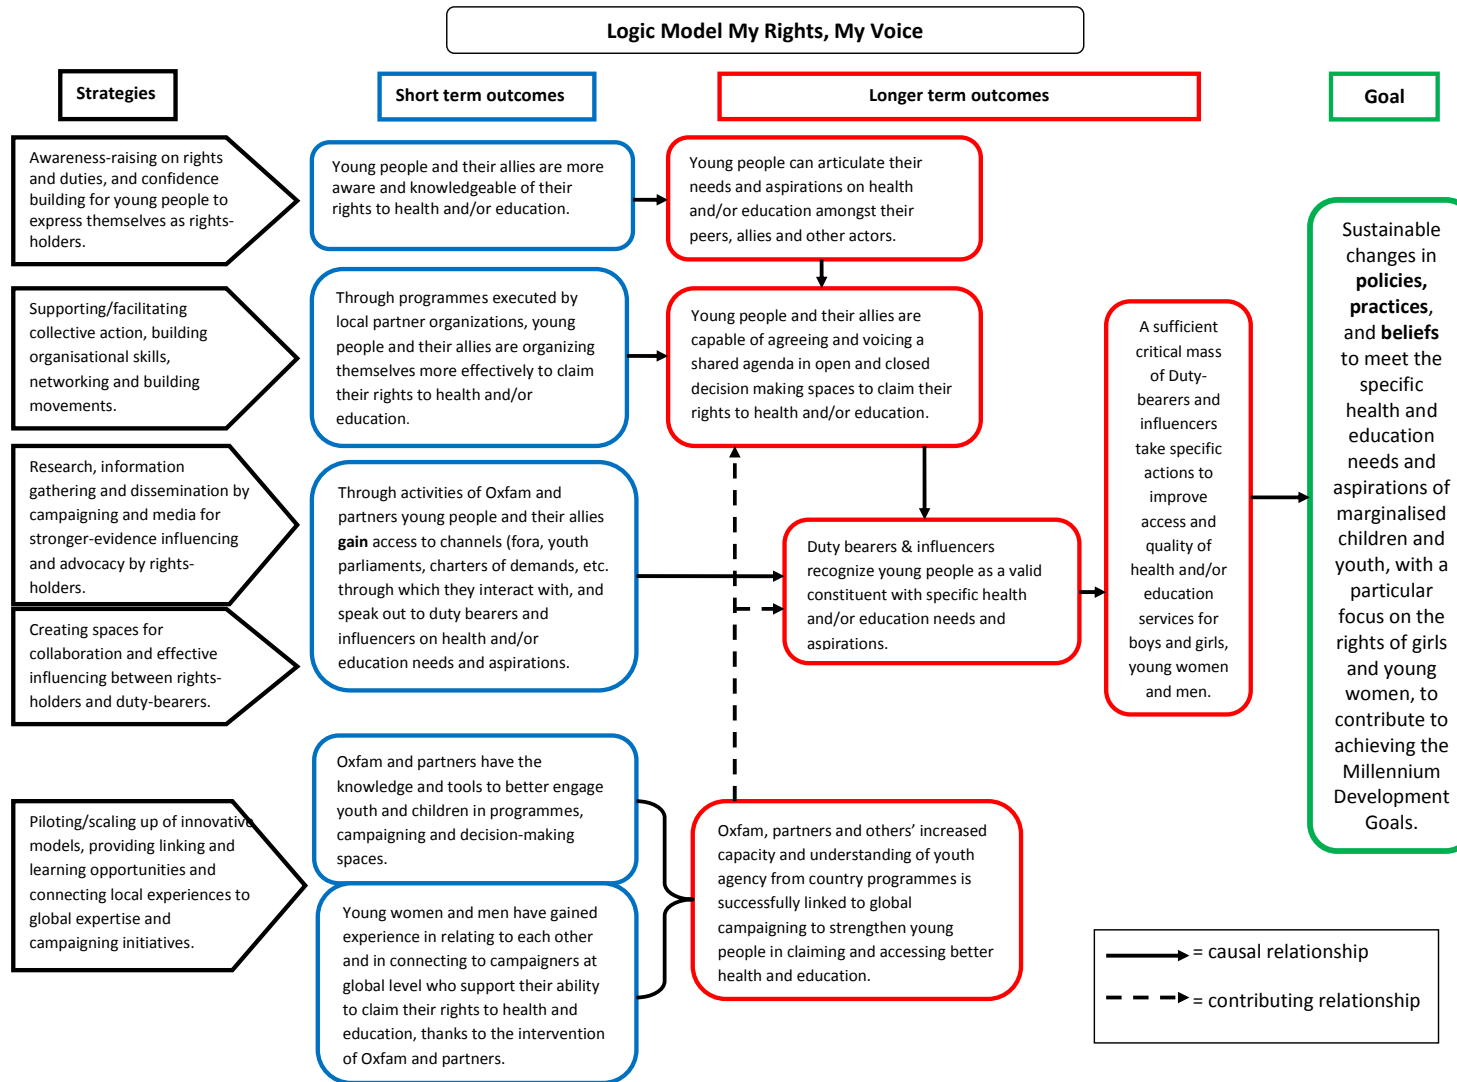 Logic Model My Rights, My Voice
Strategies
Short term outcomes
Longer term outcomes
Goal
Awareness-raising on rights
and duties, and confidence
building for young people to
express themselves as rights-
holders.
Young people and their allies are more
aware and knowledgeable of their
rights to health and/or education.
Young people can articulate their
needs and aspirations on health
and/or education amongst their
peers, allies and other actors.
Supporting/facilitating
collective action, building
organisational skills,
networking and building
movements.
Through programmes executed by
local partner organizations, young
people and their allies are organizing
themselves more effectively to claim
their rights to health and/or
education.
Young people and their allies are
capable of agreeing and voicing a
shared agenda in open and closed
decision making spaces to claim their
rights to health and/or education.
Research, information
gathering and dissemination by
campaigning and media for
stronger-evidence influencing
and advocacy by rights-
holders.
Creating spaces for
collaboration and effective
influencing between rights-
holders and duty-bearers.
Through activities of Oxfam and
partners young people and their allies
gain access to channels (fora, youth
parliaments, charters of demands, etc.
through which they interact with, and
speak out to duty bearers and
influencers on health and/or
education needs and aspirations.
Duty bearers & influencers
recognize young people as a valid
constituent with specific health
and/or education needs and
aspirations.
A sufficient
critical mass
of Duty-
bearers and
influencers
take specific
actions to
improve
access and
quality of
health and/or
education
services for
boys and girls,
young women
and men.
Sustainable
changes in
policies,
practices,
and beliefs
to meet the
specific
health and
education
needs and
aspirations of
marginalised
children and
youth, with a
particular
focus on the
rights of girls
and young
women, to
contribute to
achieving the
Millennium
Development
Goals.
Piloting/scaling up of innovative
models, providing linking and
learning opportunities and
connecting local experiences to
global expertise and
campaigning initiatives.
Oxfam and partners have the
knowledge and tools to better engage
youth and children in programmes,
campaigning and decision-making
spaces.
Young women and men have gained
experience in relating to each other
and in connecting to campaigners at
global level who support their ability
to claim their rights to health and
education, thanks to the intervention
of Oxfam and partners.
Oxfam, partners and others’ increased
capacity and understanding of youth
agency from country programmes is
successfully linked to global
campaigning to strengthen young
people in claiming and accessing better
health and education.
= causal relationship
= contributing relationship